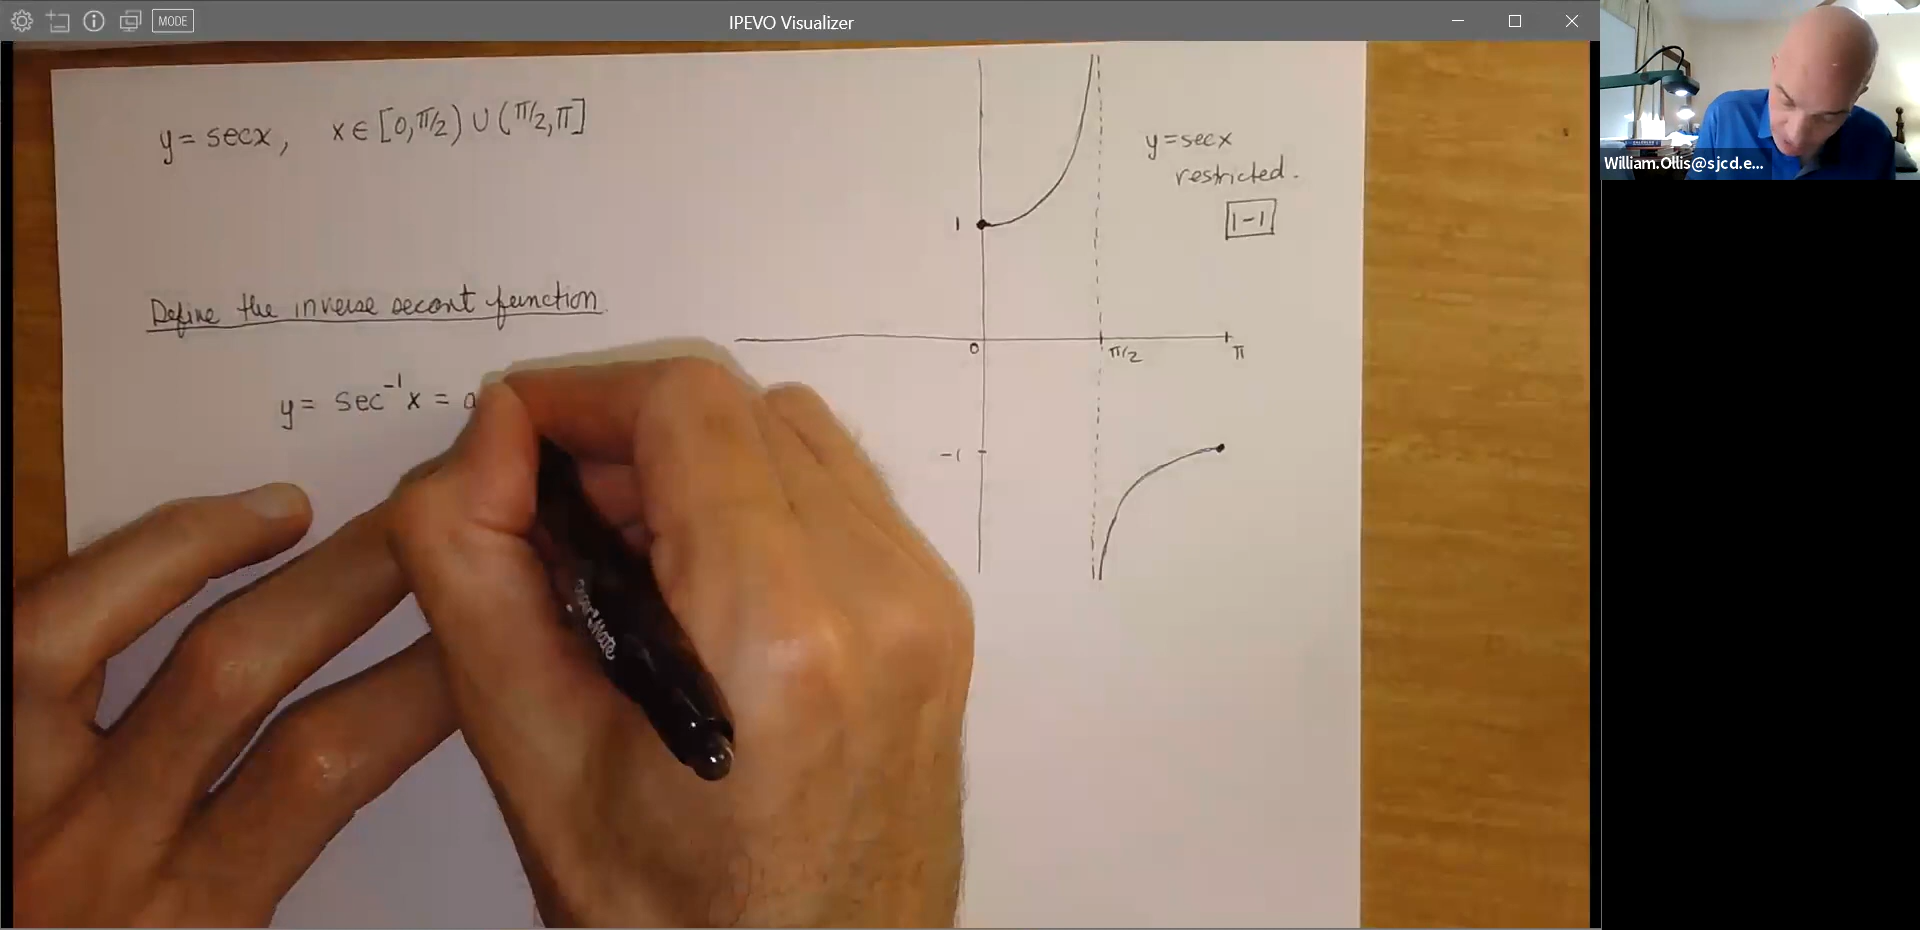 MODE
IPEVO Visualizer
y = secx, x ∈ [0, π/2) ∪ (π/2, π]
y = secx
restricted.
1-1
1
Define the inverse secant function.
0
π/2
π
y = sec⁻¹x = a
-1
Mate
William.Ollis@sjcd.e...